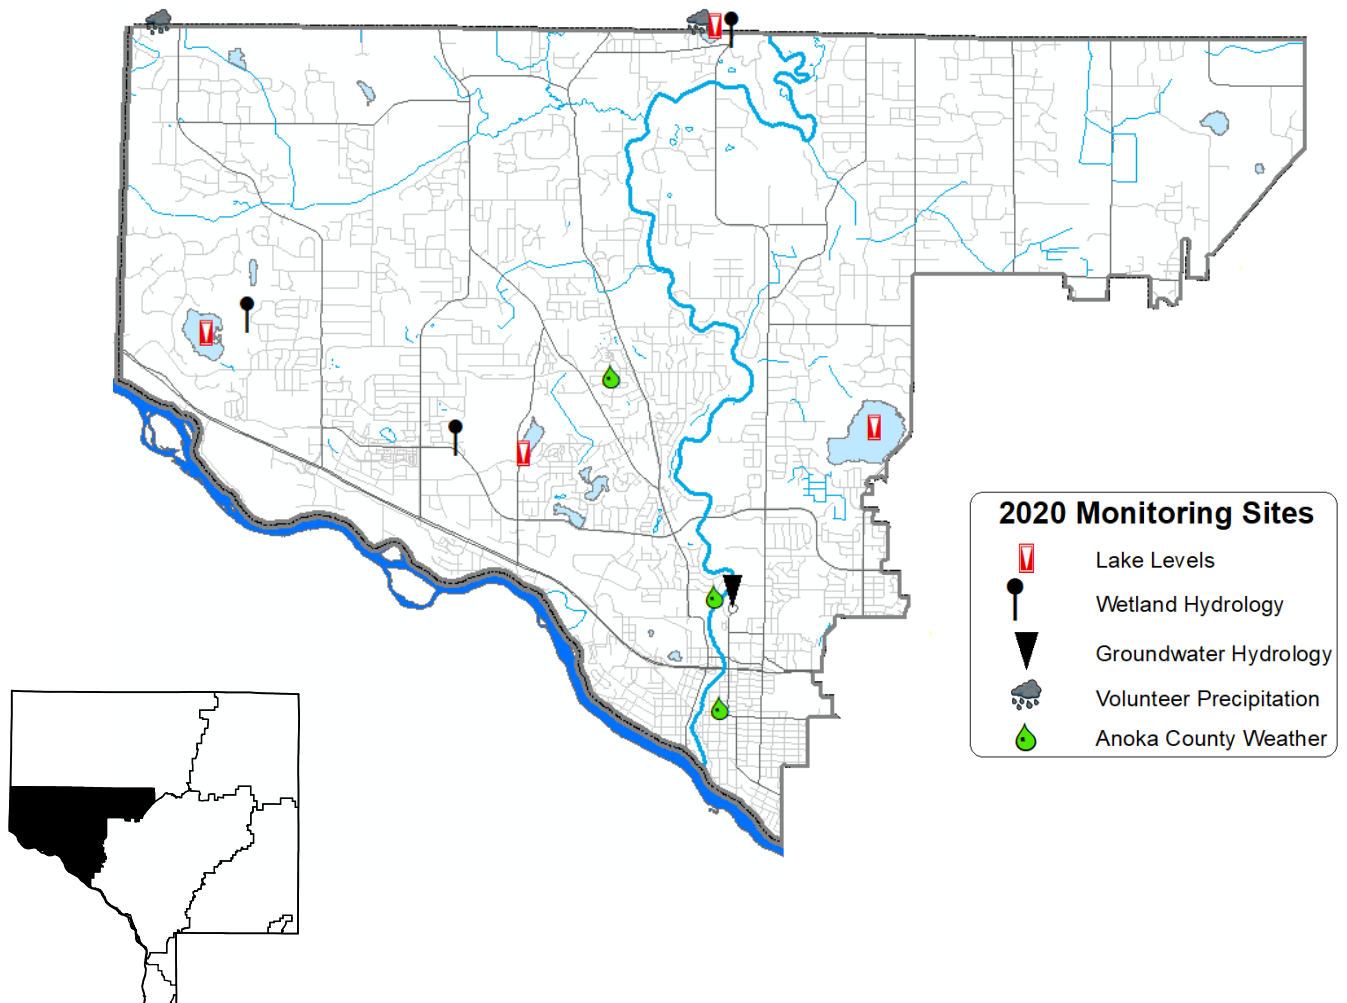 2020 Monitoring Sites
Lake Levels
Wetland Hydrology
Groundwater Hydrology
Volunteer Precipitation
Anoka County Weather